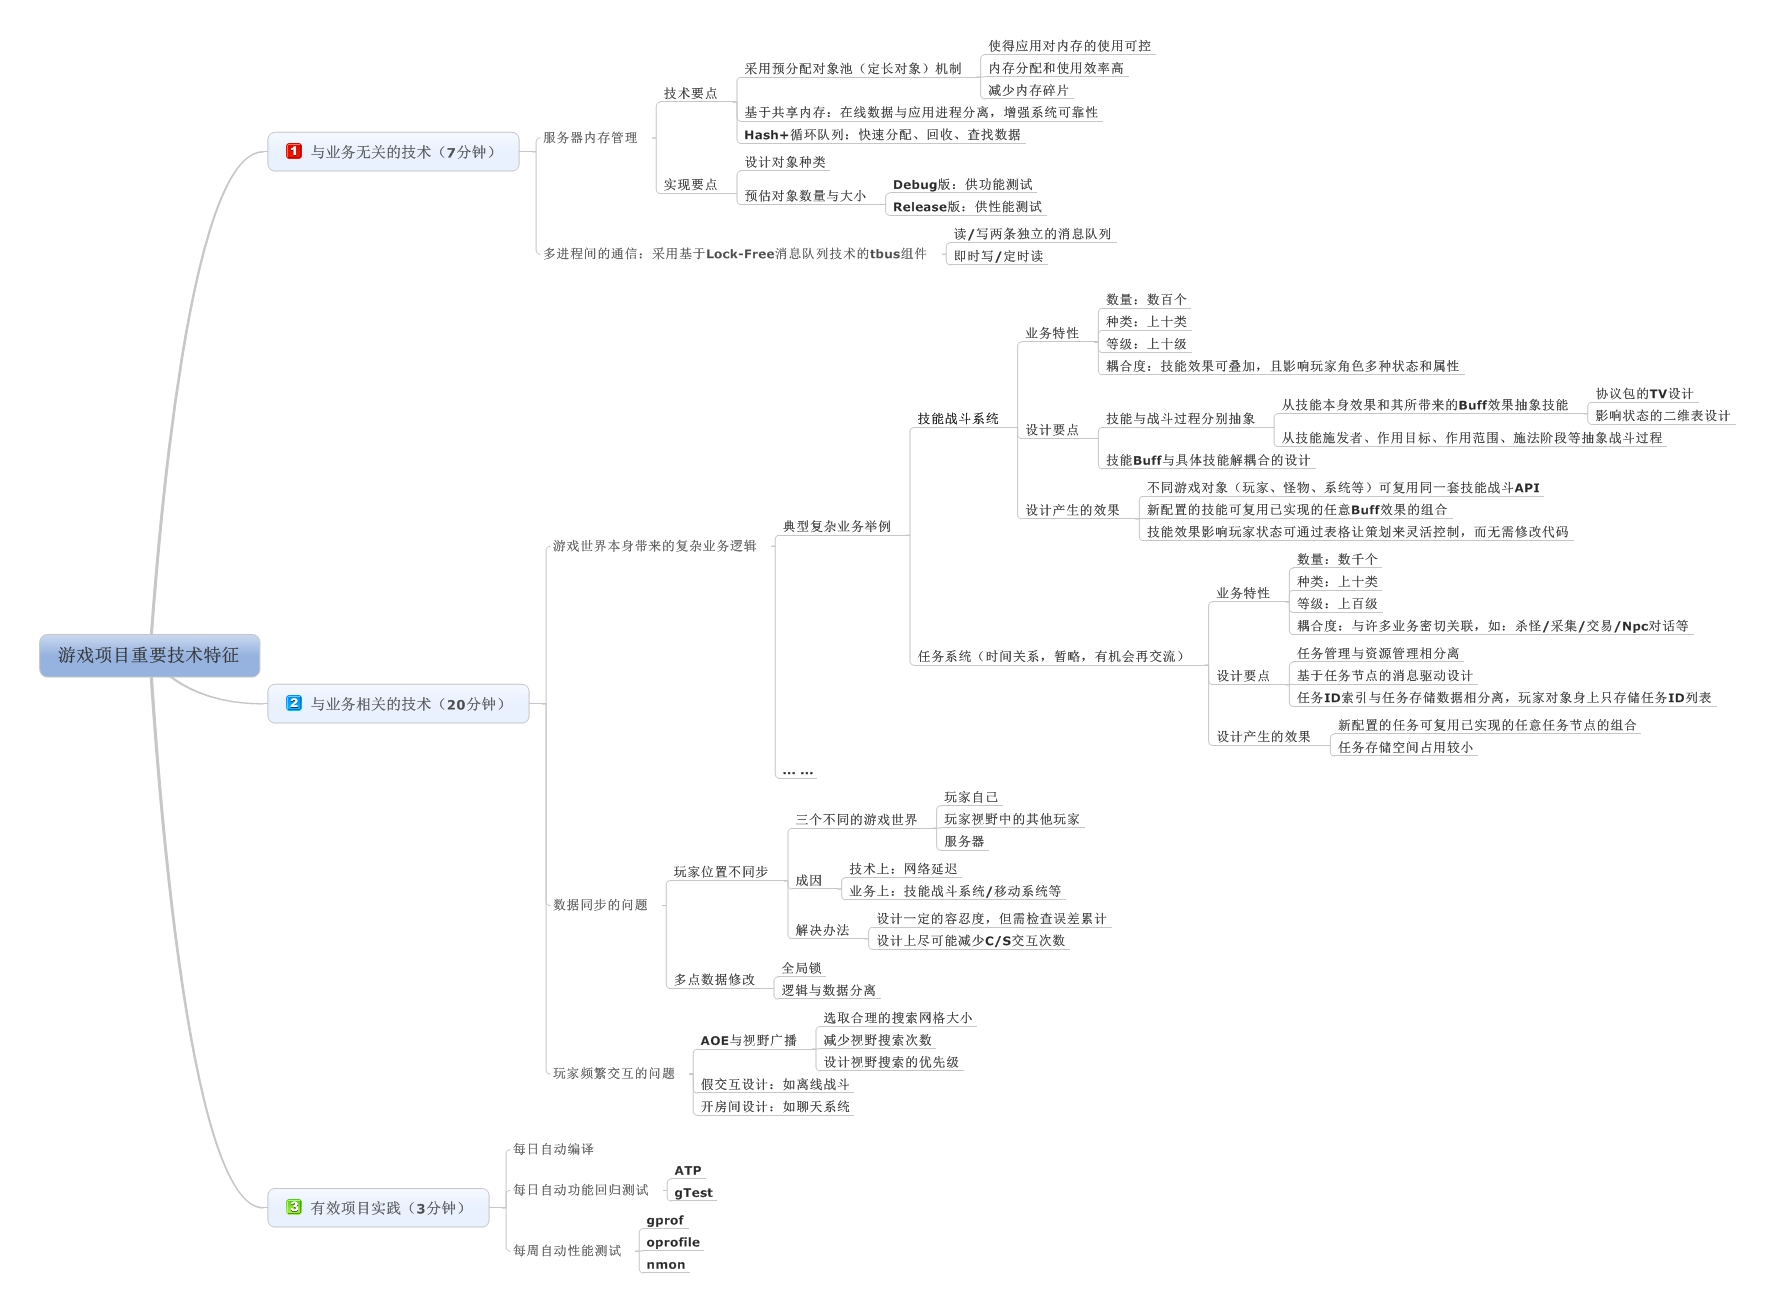 游戏项目重要技术特征
1 与业务无关的技术（7分钟）
服务器内存管理
技术要点
采用预分配对象池（定长对象）机制
使得应用对内存的使用可控
内存分配和使用效率高
减少内存碎片
基于共享内存：在线数据与应用进程分离，增强系统可靠性
Hash+循环队列：快速分配、回收、查找数据
实现要点
设计对象种类
预估对象数量与大小
Debug版：供功能测试
Release版：供性能测试
多进程间的通信：采用基于Lock-Free消息队列技术的tbus组件
读/写两条独立的消息队列
即时写/定时读
2 与业务相关的技术（20分钟）
游戏世界本身带来的复杂业务逻辑
典型复杂业务举例
技能战斗系统
业务特性
数量：数百个
种类：上十类
等级：上十级
耦合度：技能效果可叠加，且影响玩家角色多种状态和属性
设计要点
技能与战斗过程分别抽象
从技能本身效果和其所带来的Buff效果抽象技能
协议包的TV设计
影响状态的二维表设计
从技能施发者、作用目标、作用范围、施法阶段等抽象战斗过程
技能Buff与具体技能解耦合的设计
设计产生的效果
不同游戏对象（玩家、怪物、系统等）可复用同一套技能战斗API
新配置的技能可复用已实现的任意Buff效果的组合
技能效果影响玩家状态可通过表格让策划来灵活控制，而无需修改代码
任务系统（时间关系，暂略，有机会再交流）
业务特性
数量：数千个
种类：上十类
等级：上百级
耦合度：与许多业务密切关联，如：杀怪/采集/交易/Npc对话等
设计要点
任务管理与资源管理相分离
基于任务节点的消息驱动设计
任务ID索引与任务存储数据相分离，玩家对象身上只存储任务ID列表
设计产生的效果
新配置的任务可复用已实现的任意任务节点的组合
任务存储空间占用较小
... ...
数据同步的问题
玩家位置不同步
三个不同的游戏世界
玩家自己
玩家视野中的其他玩家
服务器
成因
技术上：网络延迟
业务上：技能战斗系统/移动系统等
解决办法
设计一定的容忍度，但需检查误差累计
设计上尽可能减少C/S交互次数
多点数据修改
全局锁
逻辑与数据分离
玩家频繁交互的问题
AOE与视野广播
选取合理的搜索网格大小
减少视野搜索次数
设计视野搜索的优先级
假交互设计：如离线战斗
开房间设计：如聊天系统
3 有效项目实践（3分钟）
每日自动编译
每日自动功能回归测试
ATP
gTest
每周自动性能测试
gprof
oprofile
nmon